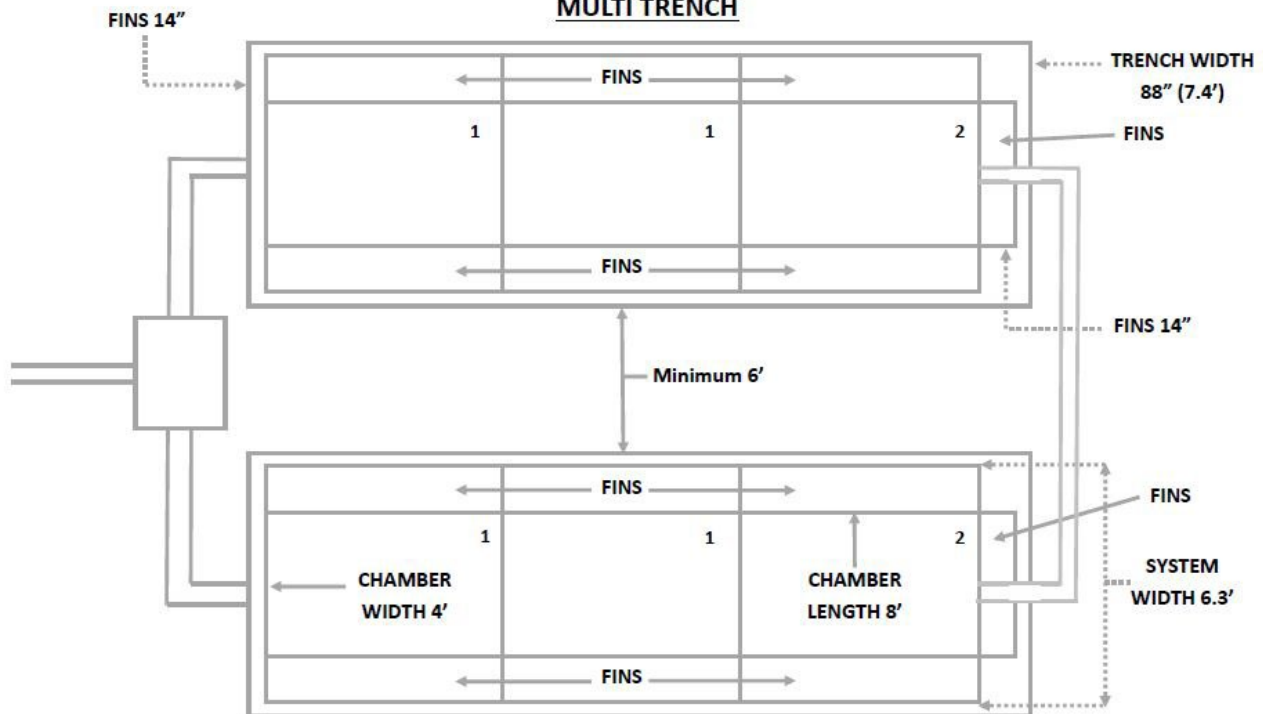 MULTI TRENCH
FINS 14”
FINS
TRENCH WIDTH
88” (7.4’)
1
1
2
FINS
FINS
FINS 14”
Minimum 6’
FINS
FINS
1
1
2
CHAMBER
WIDTH 4’
CHAMBER
LENGTH 8’
SYSTEM
WIDTH 6.3’
FINS